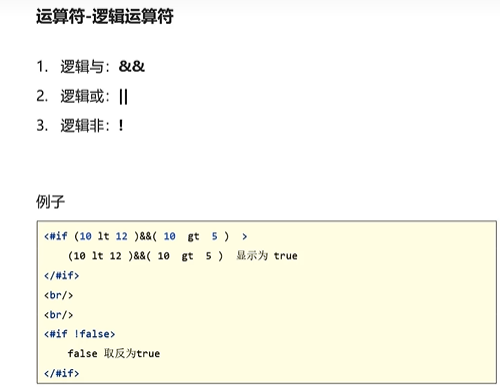 运算符-逻辑运算符
1. 逻辑与：&&
2. 逻辑或：||
3. 逻辑非：!
例子
<#if (10 lt 12 )&&( 10  gt  5 )  >
(10 lt 12 )&&( 10  gt  5 )  显示为 true
</#if>
<br/>
<br/>
<#if !false>
false 取反为true
</#if>